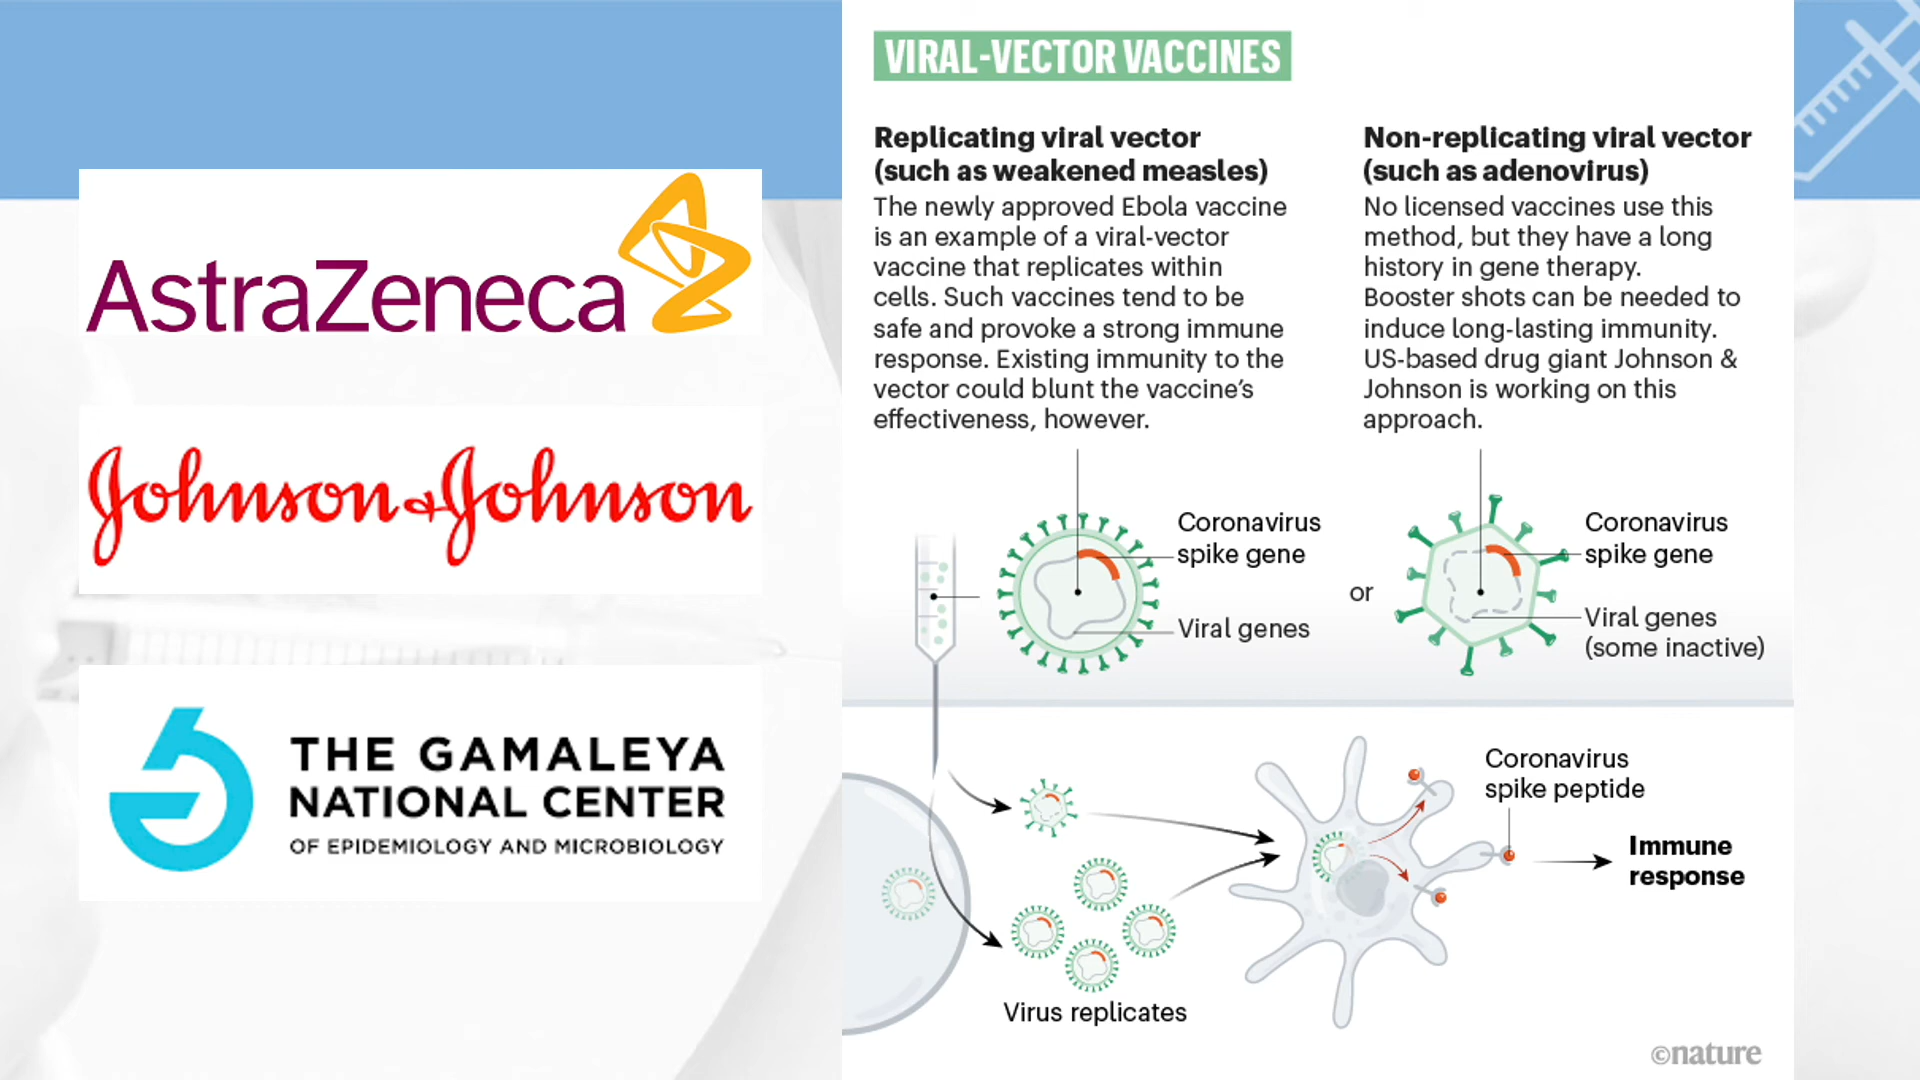 AstraZeneca
Johnson & Johnson
THE GAMALEYA
NATIONAL CENTER
OF EPIDEMIOLOGY AND MICROBIOLOGY
VIRAL-VECTOR VACCINES
Replicating viral vector
(such as weakened measles)
The newly approved Ebola vaccine
is an example of a viral-vector
vaccine that replicates within
cells. Such vaccines tend to be
safe and provoke a strong immune
response. Existing immunity to the
vector could blunt the vaccine's
effectiveness, however.
Non-replicating viral vector
(such as adenovirus)
No licensed vaccines use this
method, but they have a long
history in gene therapy.
Booster shots can be needed to
induce long-lasting immunity.
US-based drug giant Johnson &
Johnson is working on this
approach.
Coronavirus
spike gene
Viral genes
or
Coronavirus
spike gene
Viral genes
(some inactive)
Coronavirus
spike peptide
Immune
response
Virus replicates
©nature